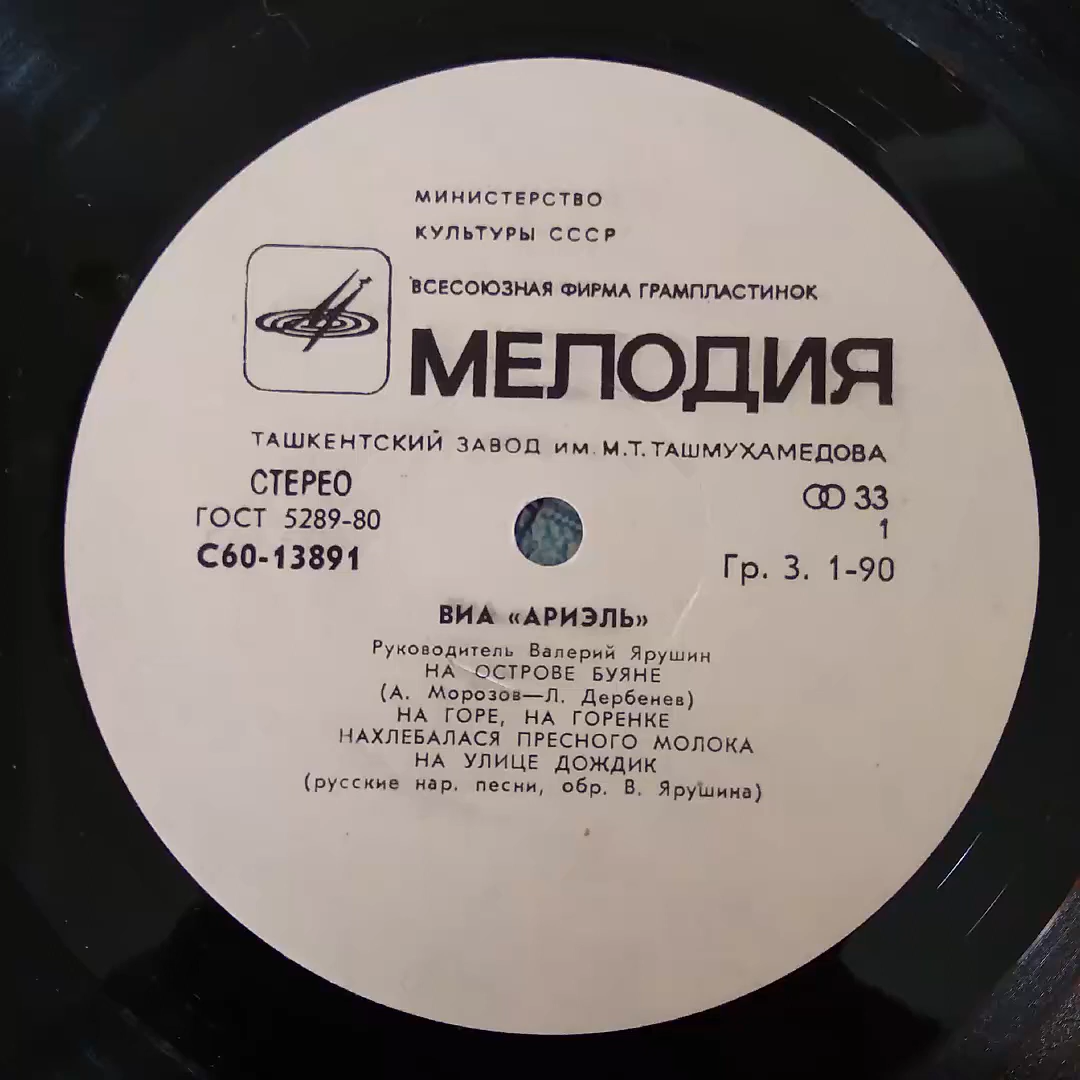 МИНИСТЕРСТВО
КУЛЬТУРЫ СССР
ВСЕСОЮЗНАЯ ФИРМА ГРАМПЛАСТИНОК
МЕЛОДИЯ
ТАШКЕНТСКИЙ ЗАВОД ИМ. М.Т. ТАШМУХАМЕДОВА
СТЕРЕО
ГОСТ 5289-80
С60-13891
33
1
Гр. 3. 1-90
ВИА «АРИЭЛЬ»
Руководитель Валерий Ярушин
НА ОСТРОВЕ БУЯНЕ
(А. Морозов—Л. Дербенев)
НА ГОРЕ, НА ГОРЕНКЕ
НАХЛЕБАЛАСЯ ПРЕСНОГО МОЛОКА
НА УЛИЦЕ ДОЖДИК
(русские нар. песни, обр. В. Ярушина)